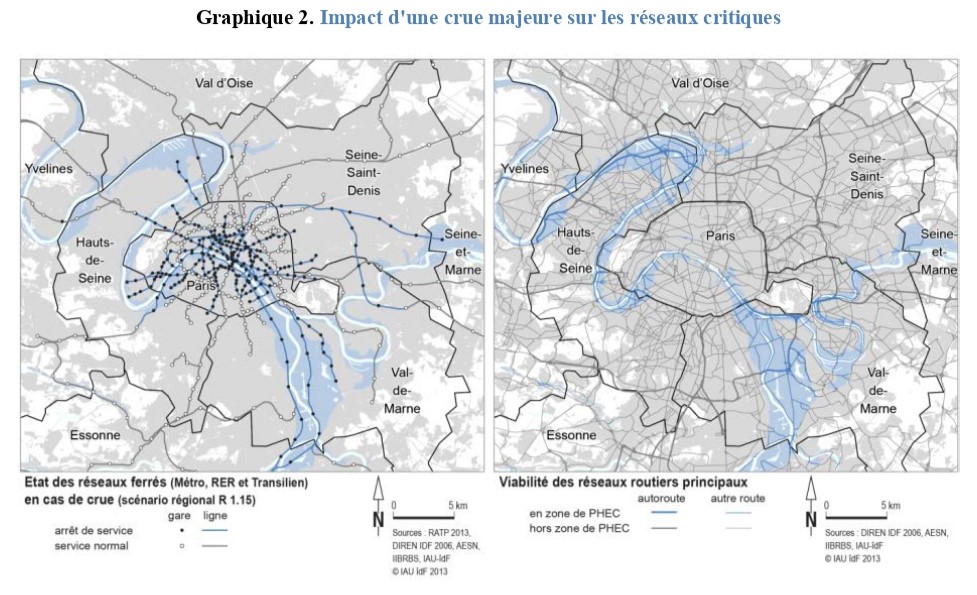 Graphique 2. Impact d'une crue majeure sur les réseaux critiques
Val d'Oise
Yvelines
Seine-
Saint-
Denis
Hauts-
de-
Seine
Seine-
et-
Marne
Paris
Val-
de-
Marne
Essonne
Etat des réseaux ferrés (Métro, RER et Transilien)
en cas de crue (scénario régional R 1.15)
gare ligne
arrêt de service
service normal
N
0 5 km
Sources : RATP 2013,
DIREN IDF 2006, AESN,
IIBRBS, IAU-îdF
© IAU îdF 2013
Val d'Oise
Yvelines
Seine-
Saint-
Denis
Hauts-
de-
Seine
Paris
Seine-
et-
Marne
Val-
de-
Marne
Essonne
Viabilité des réseaux routiers principaux
autoroute autre route
en zone de PHEC
hors zone de PHEC
N
0 5 km
Sources : DIREN IDF 2006, AESN,
IIBRBS, IAU-îdF
© IAU îdF 2013